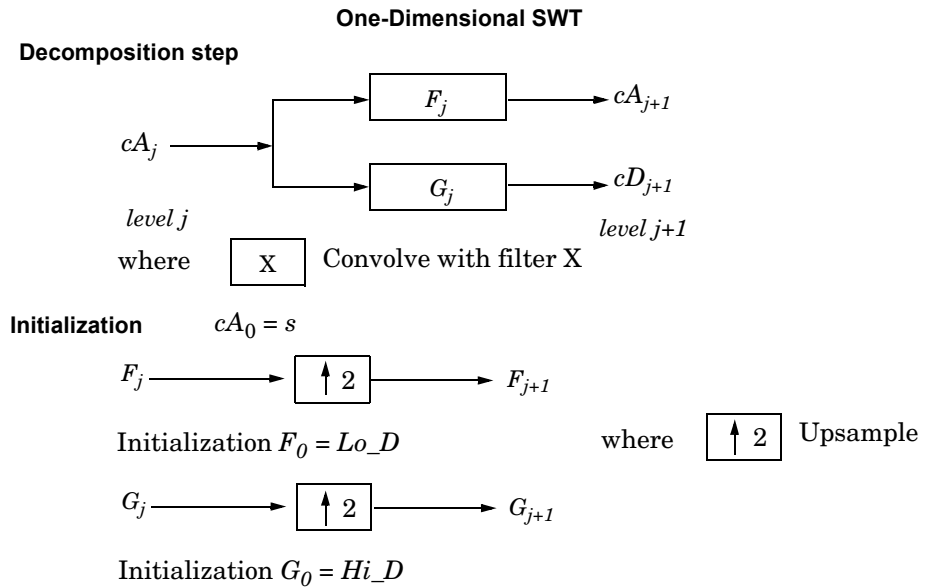 One-Dimensional SWT
Decomposition step
F_j
cA_{j+1}
cA_j
G_j
cD_{j+1}
level j
level j+1
where X Convolve with filter X
Initialization cA_0 = s
F_j ↑ 2 F_{j+1}
Initialization F_0 = Lo_D
where ↑ 2 Upsample
G_j ↑ 2 G_{j+1}
Initialization G_0 = Hi_D